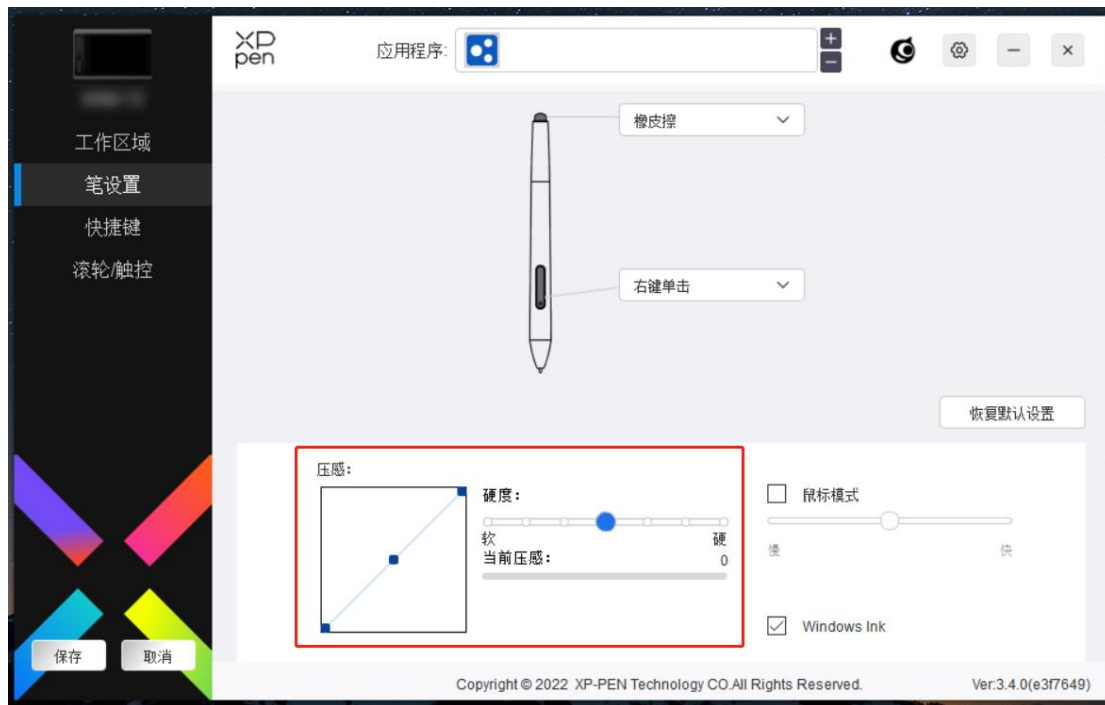 XP
pen
应用程序:
+
−
工作区域
笔设置
快捷键
滚轮/触控
橡皮擦
右键单击
恢复默认设置
压感:
硬度:
软 硬
当前压感: 0
鼠标模式
慢 快
Windows Ink
保存 取消
Copyright © 2022 XP-PEN Technology CO.All Rights Reserved. Ver:3.4.0(e3f7649)